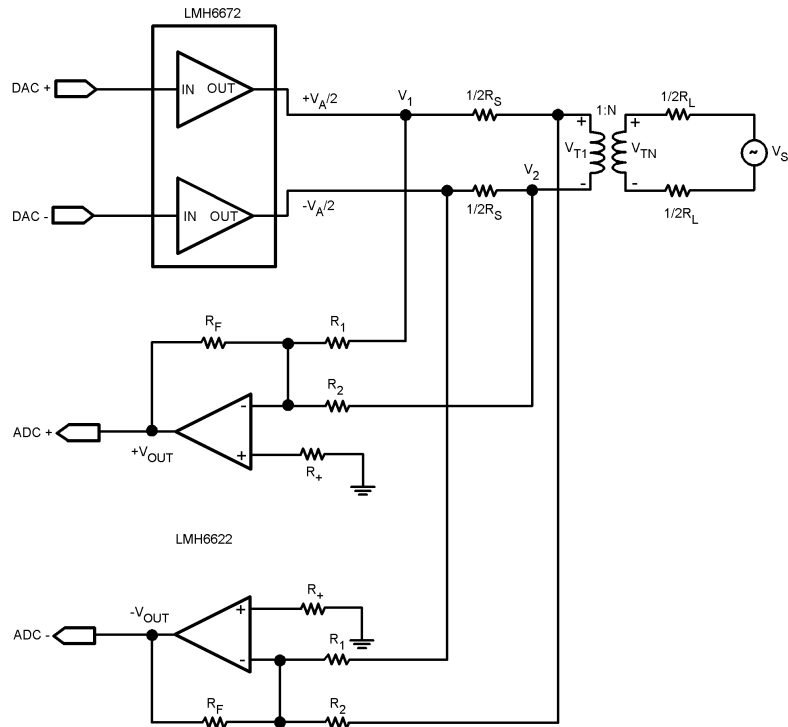 LMH6672
DAC +
IN OUT
+V_A/2
V_1
1/2R_S
1:N
1/2R_L
+
+
V_T1
V_TN
~
V_S
V_2
-
-
DAC -
IN OUT
-V_A/2
1/2R_S
1/2R_L
R_F
R_1
R_2
-
ADC +
+V_OUT
+
R_+
LMH6622
R_+
-V_OUT
+
ADC -
R_1
-
R_F
R_2